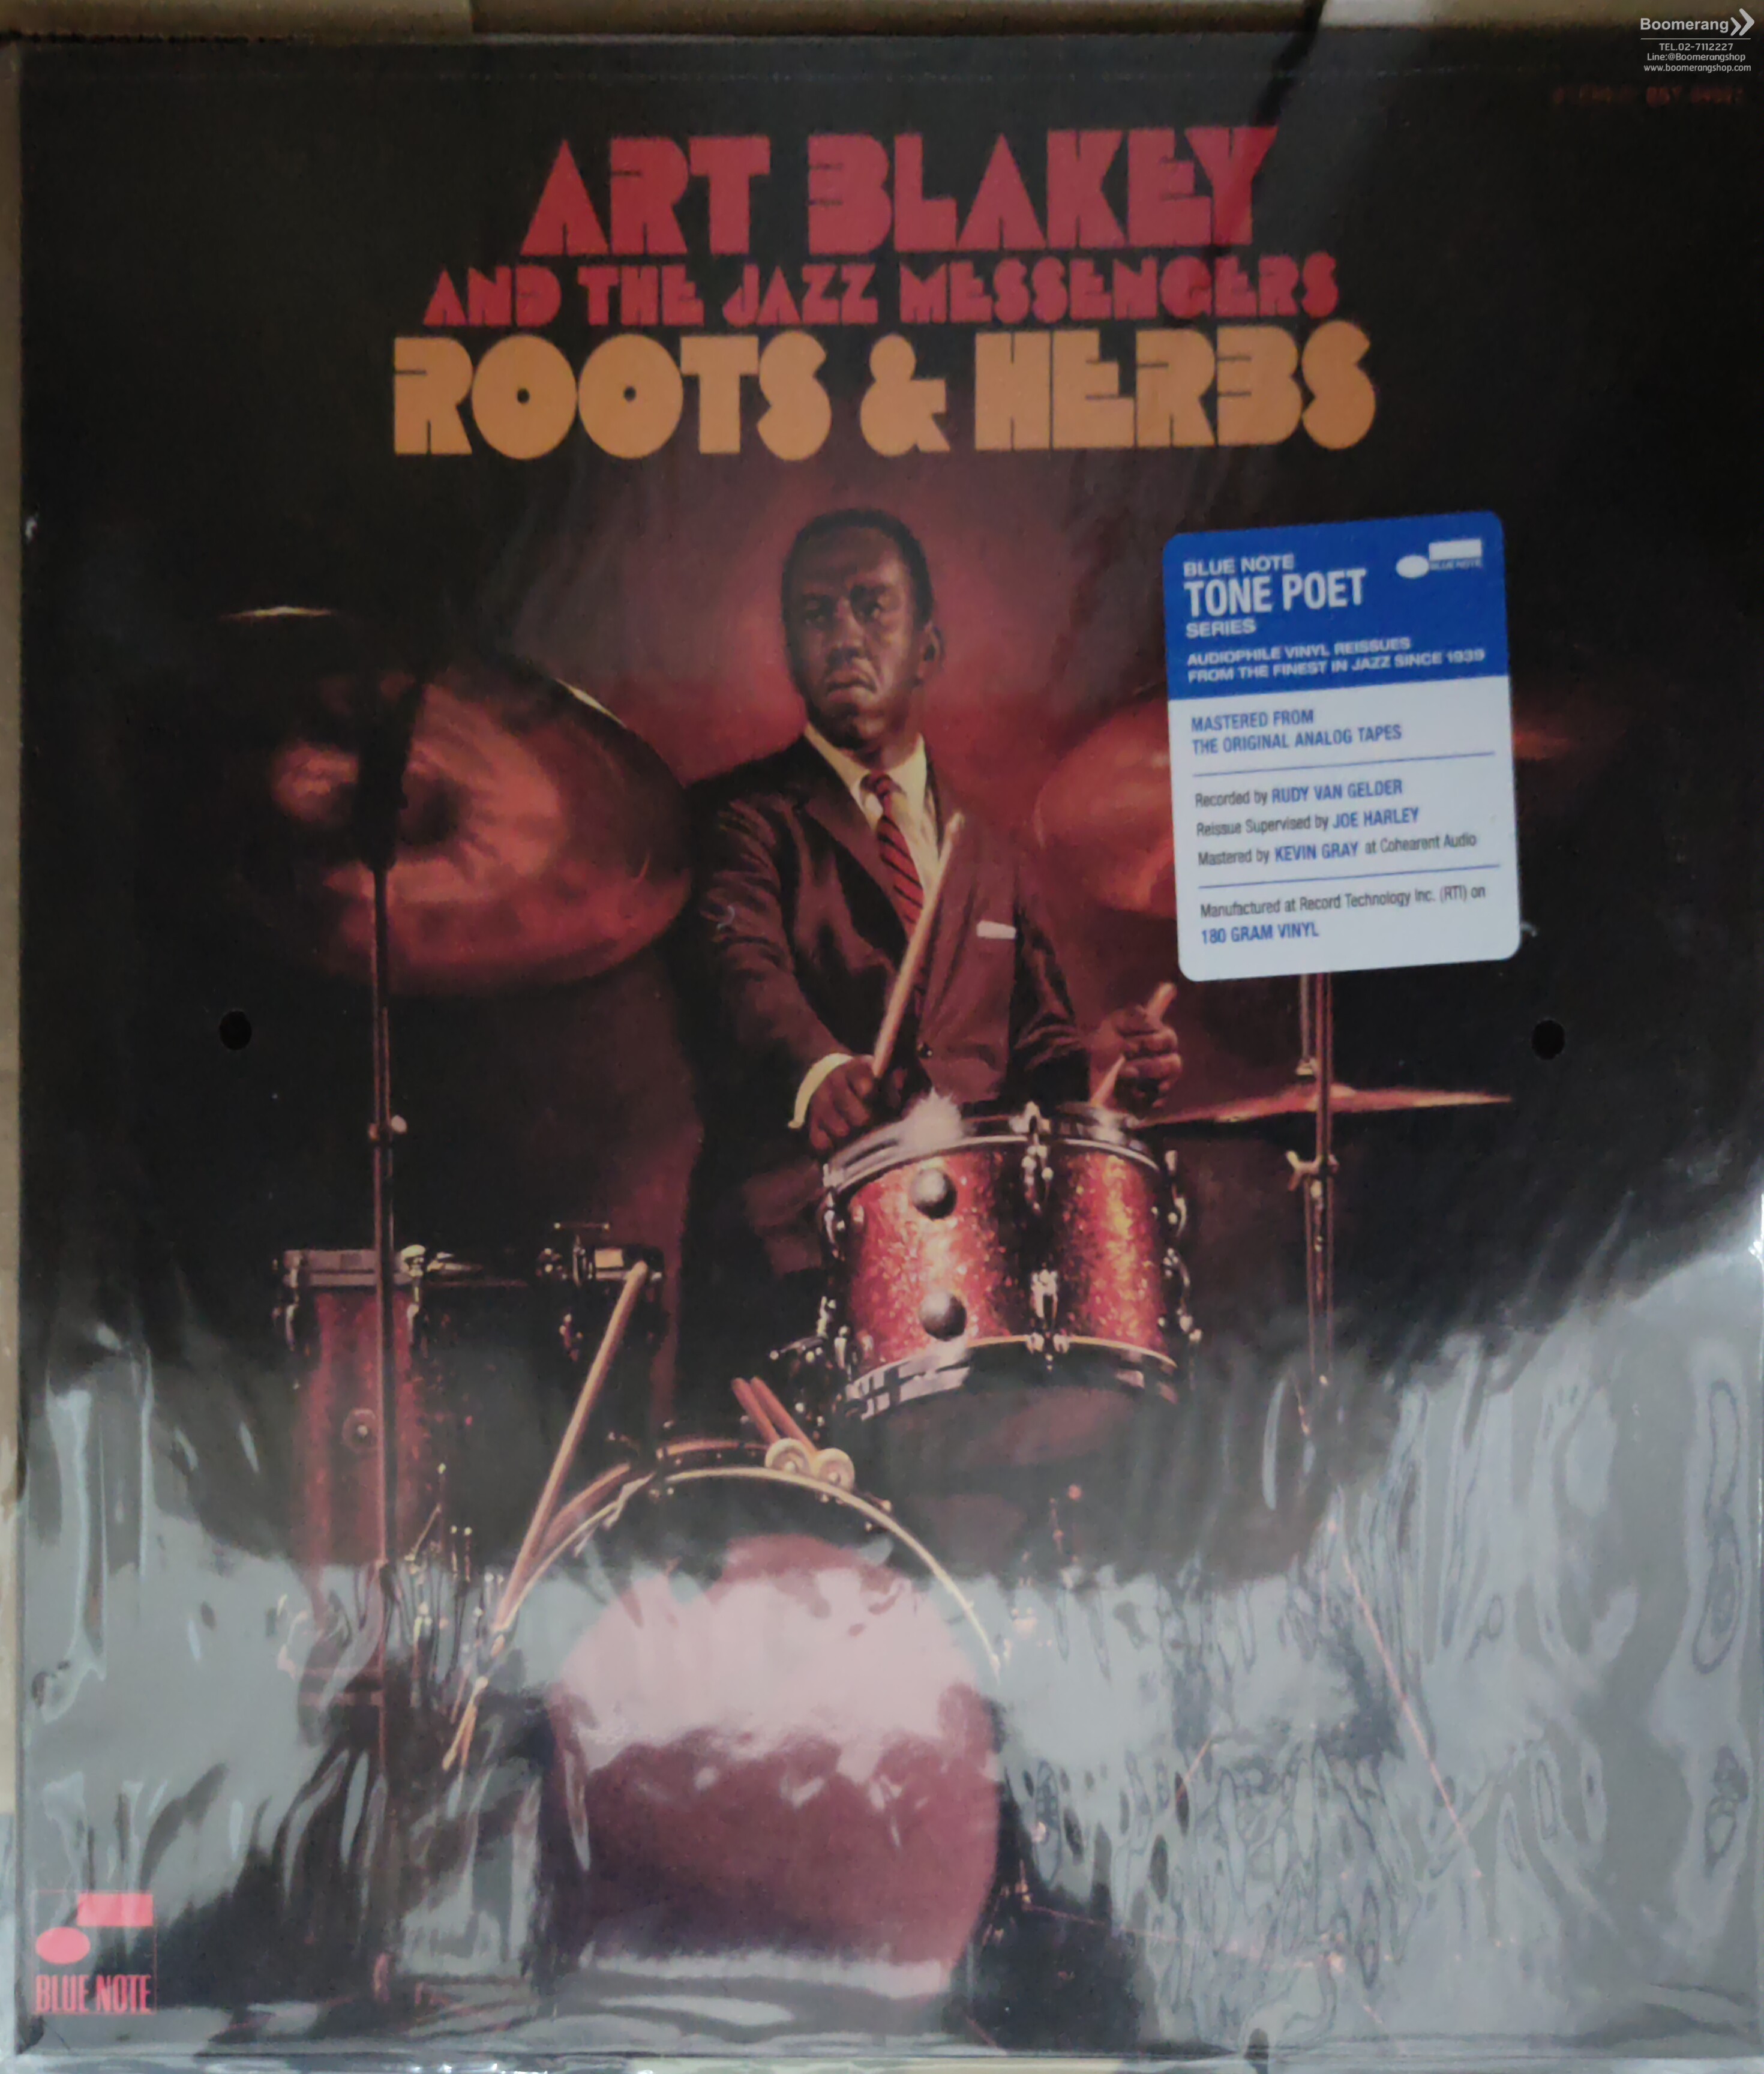 Boomerang
TEL.02-7112227
Line:@Boomerangshop
www.boomerangshop.com
ART BLAKEY
AND THE JAZZ MESSENGERS
ROOTS & HERBS
BLUE NOTE
TONE POET
SERIES
BLUE NOTE
AUDIOPHILE VINYL REISSUES
FROM THE FINEST IN JAZZ SINCE 1939
MASTERED FROM
THE ORIGINAL ANALOG TAPES
Recorded by RUDY VAN GELDER
Reissue Supervised by JOE HARLEY
Mastered by KEVIN GRAY at Cohearent Audio
Manufactured at Record Technology Inc. (RTI) on
180 GRAM VINYL
BLUE NOTE